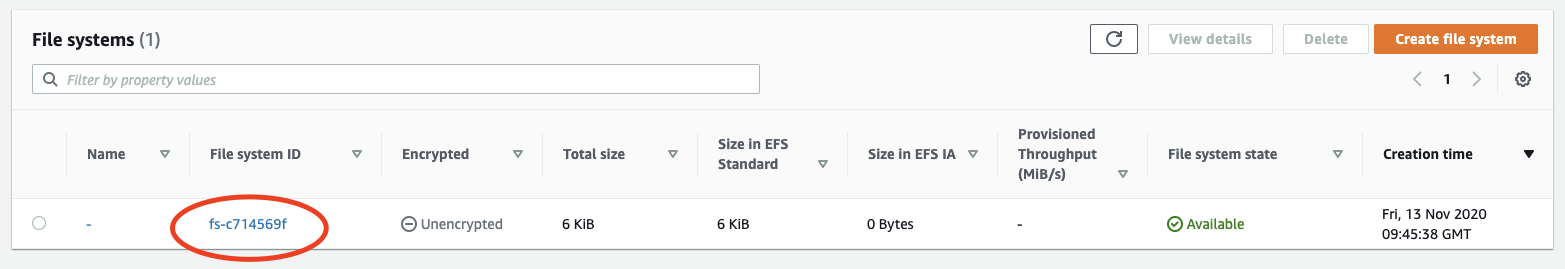 File systems (1)
View details
Delete
Create file system
Filter by property values
1
Name
File system ID
Encrypted
Total size
Size in EFS
Standard
Size in EFS IA
Provisioned
Throughput
(MiB/s)
File system state
Creation time
-
fs-c714569f
Unencrypted
6 KiB
6 KiB
0 Bytes
-
Available
Fri, 13 Nov 2020
09:45:38 GMT